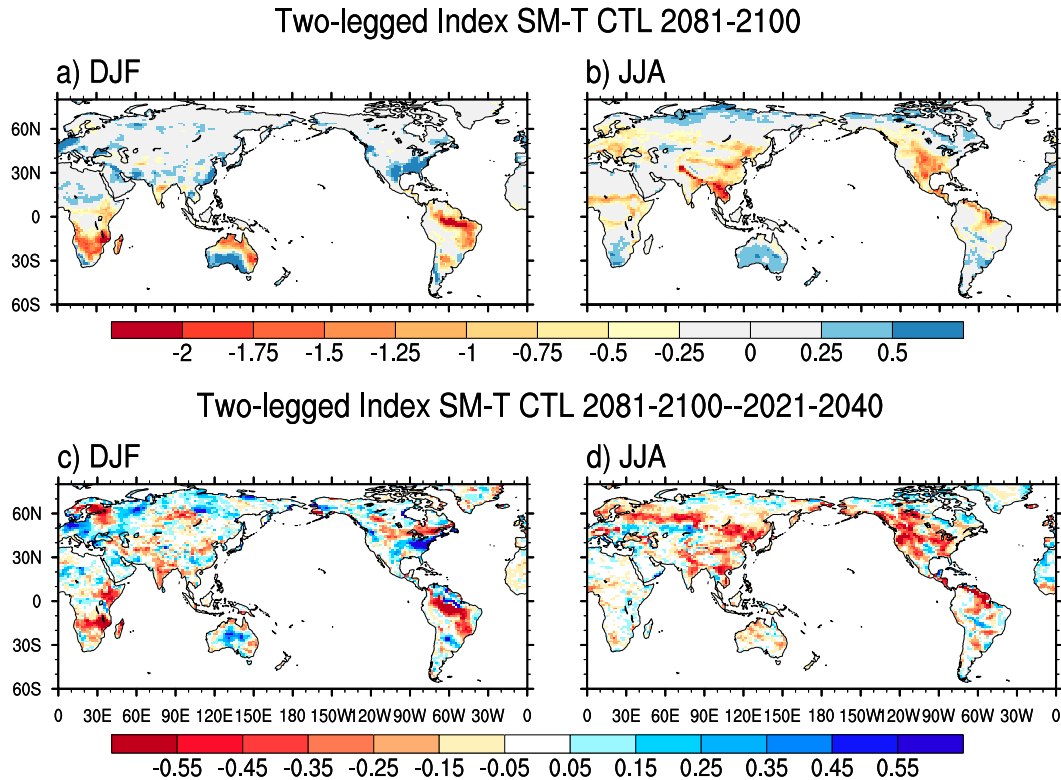 Two-legged Index SM-T CTL 2081-2100
a) DJF
b) JJA
60N
30N
0
30S
60S
-2 -1.75 -1.5 -1.25 -1 -0.75 -0.5 -0.25 0 0.25 0.5
Two-legged Index SM-T CTL 2081-2100--2021-2040
c) DJF
d) JJA
60N
30N
0
30S
60S
0 30E 60E 90E 120E 150E 180 150W 120W 90W 60W 30W 0 30E 60E 90E 120E 150E 180 150W 120W 90W 60W 30W 0
-0.55 -0.45 -0.35 -0.25 -0.15 -0.05 0.05 0.15 0.25 0.35 0.45 0.55